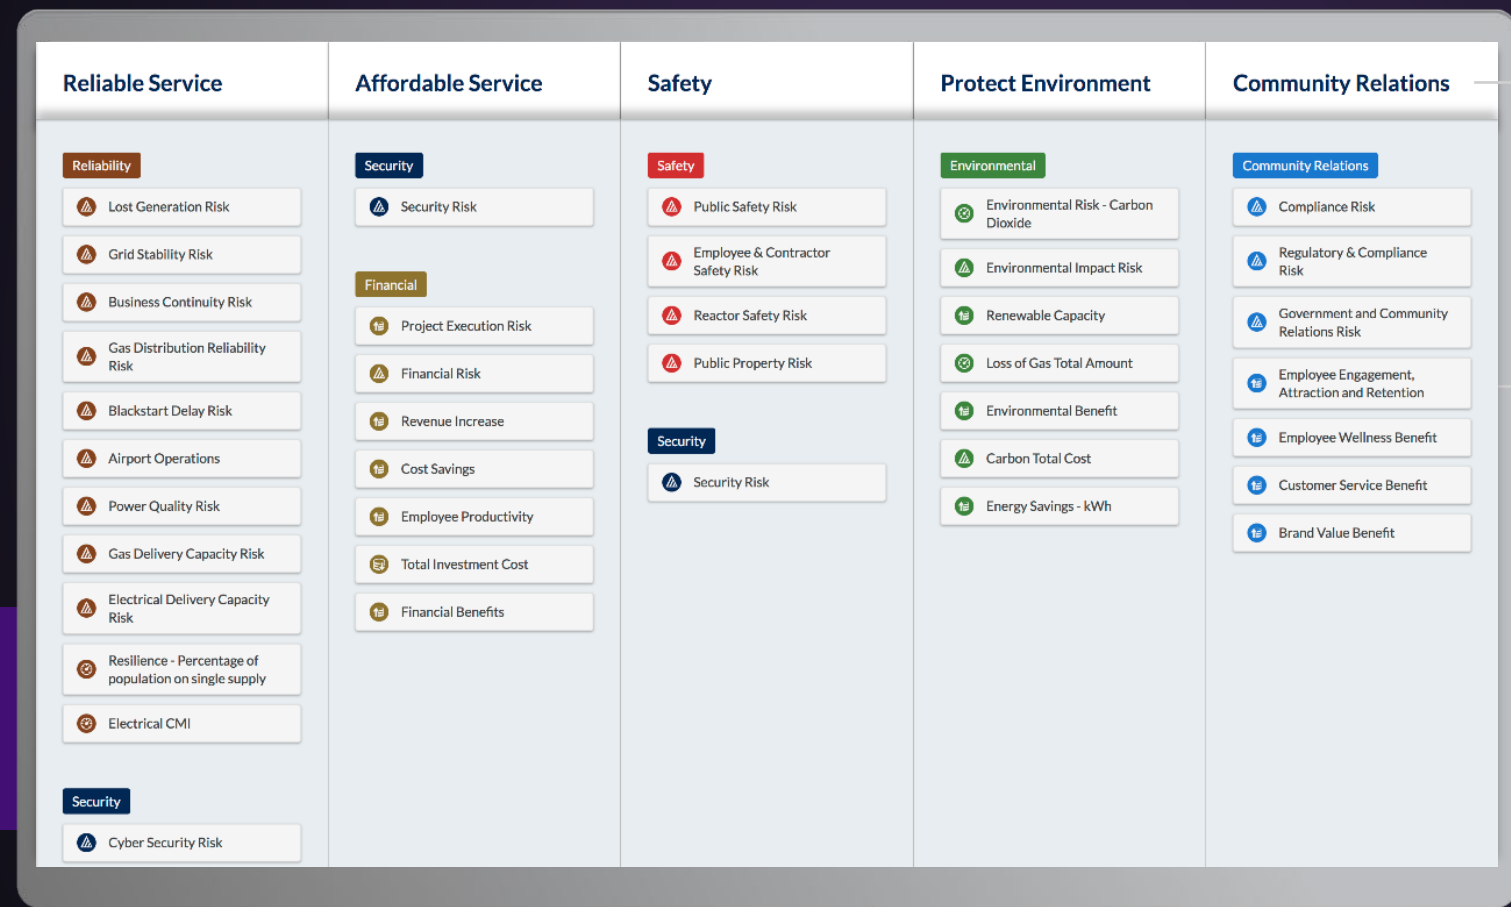 Reliable Service
Affordable Service
Safety
Protect Environment
Community Relations
Reliability
Lost Generation Risk
Grid Stability Risk
Business Continuity Risk
Gas Distribution Reliability
Risk
Blackstart Delay Risk
Airport Operations
Power Quality Risk
Gas Delivery Capacity Risk
Electrical Delivery Capacity
Risk
Resilience - Percentage of
population on single supply
Electrical CMI
Security
Cyber Security Risk
Security
Security Risk
Financial
Project Execution Risk
Financial Risk
Revenue Increase
Cost Savings
Employee Productivity
Total Investment Cost
Financial Benefits
Safety
Public Safety Risk
Employee & Contractor
Safety Risk
Reactor Safety Risk
Public Property Risk
Security
Security Risk
Environmental
Environmental Risk - Carbon
Dioxide
Environmental Impact Risk
Renewable Capacity
Loss of Gas Total Amount
Environmental Benefit
Carbon Total Cost
Energy Savings - kWh
Community Relations
Compliance Risk
Regulatory & Compliance
Risk
Government and Community
Relations Risk
Employee Engagement,
Attraction and Retention
Employee Wellness Benefit
Customer Service Benefit
Brand Value Benefit